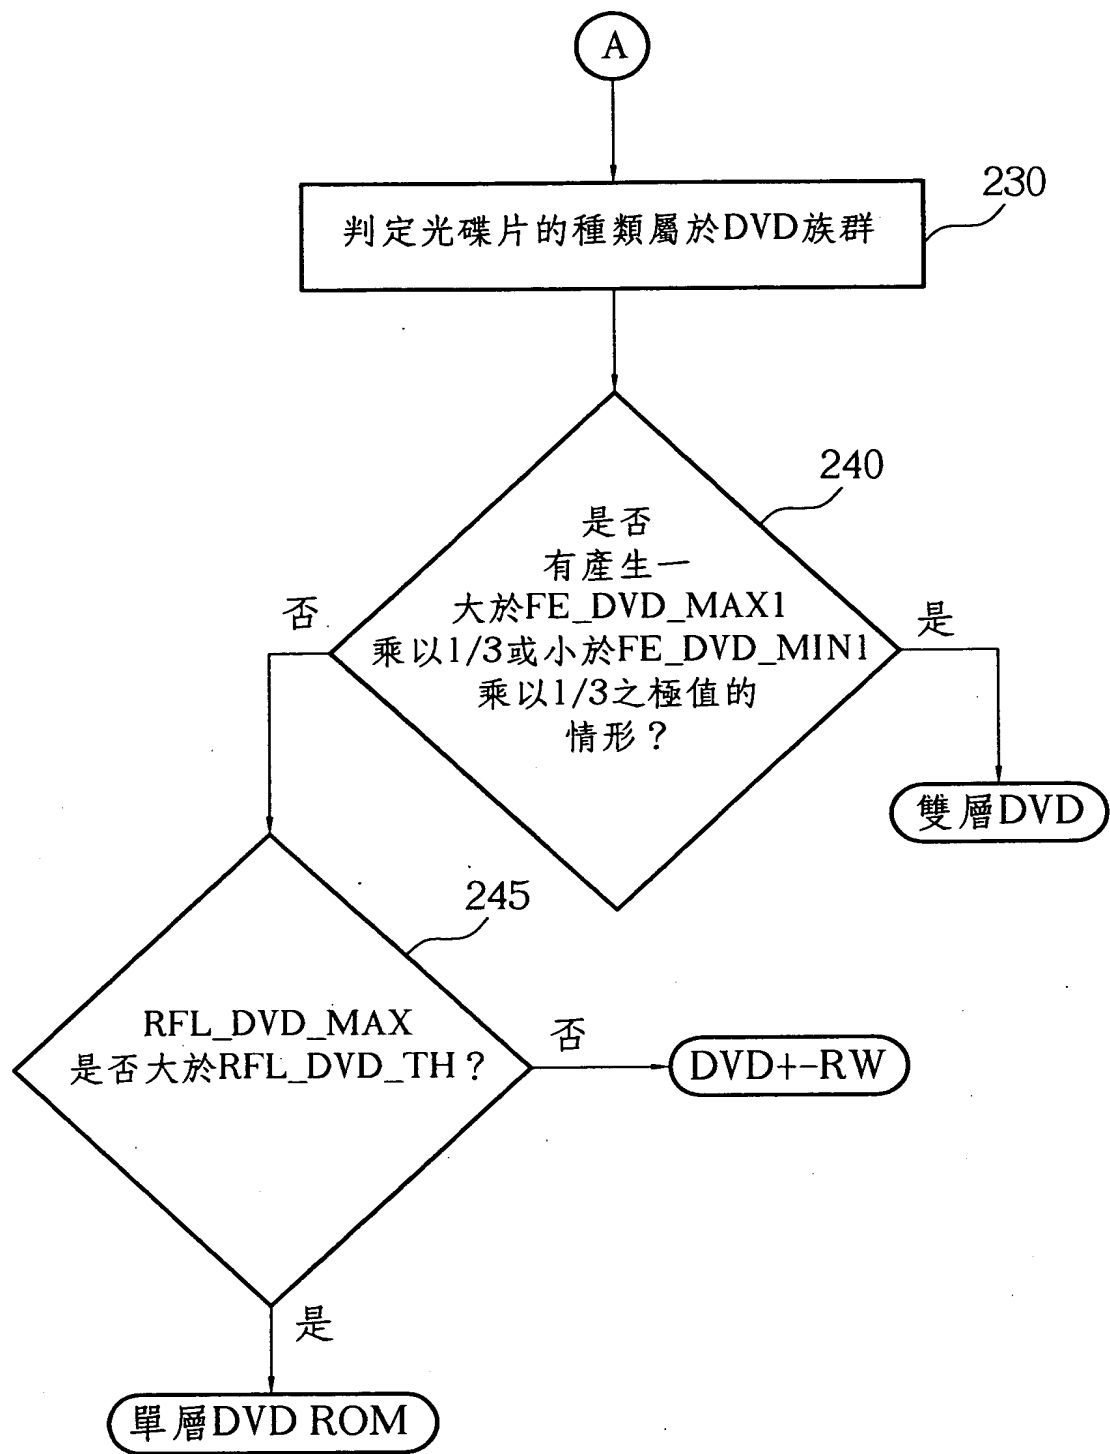 A
230
判定光碟片的種類屬於DVD族群
240
是否
有產生一
大於FE_DVD_MAX1
乘以1/3或小於FE_DVD_MIN1
乘以1/3之極值的
情形？
否
是
雙層DVD
245
RFL_DVD_MAX
是否大於RFL_DVD_TH？
否
DVD+-RW
是
單層DVD ROM